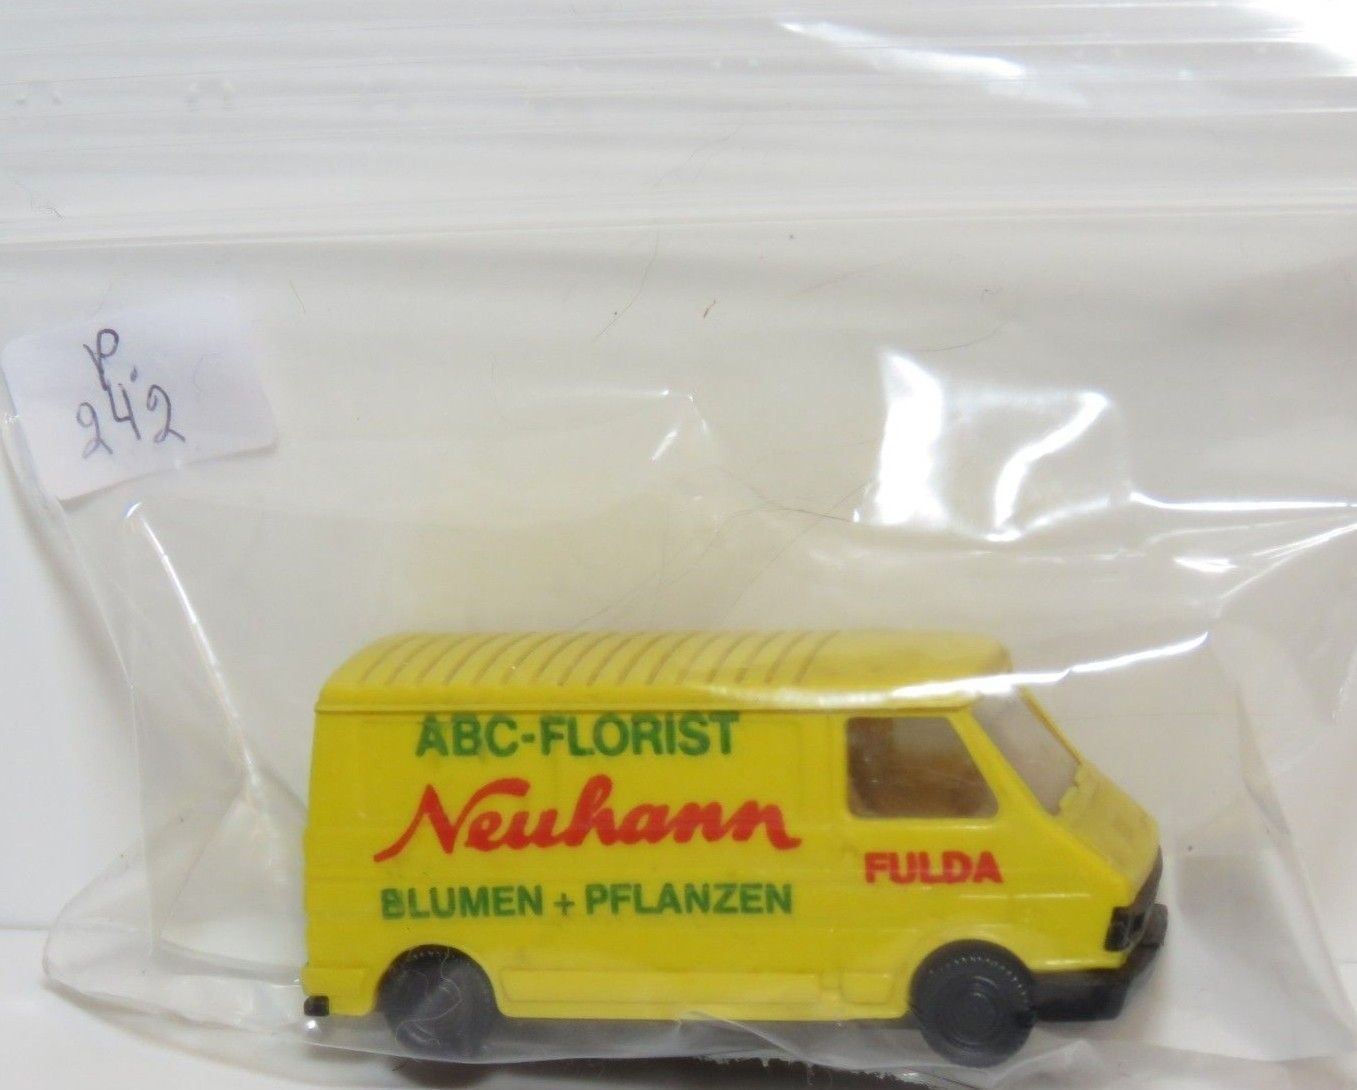 P.
242
ABC-FLORIST
Neuhann
FULDA
BLUMEN + PFLANZEN